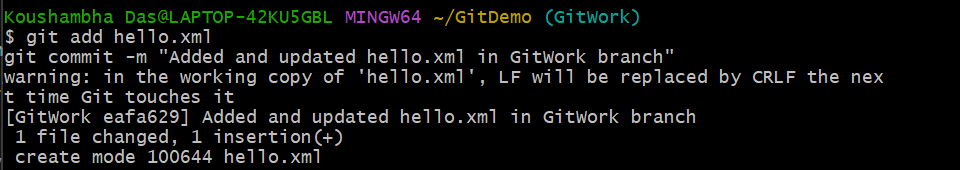 Koushambha Das@LAPTOP-42KU5GBL MINGW64 ~/GitDemo (GitWork)
$ git add hello.xml
git commit -m "Added and updated hello.xml in GitWork branch"
warning: in the working copy of 'hello.xml', LF will be replaced by CRLF the nex
t time Git touches it
[GitWork eafa629] Added and updated hello.xml in GitWork branch
 1 file changed, 1 insertion(+)
 create mode 100644 hello.xml